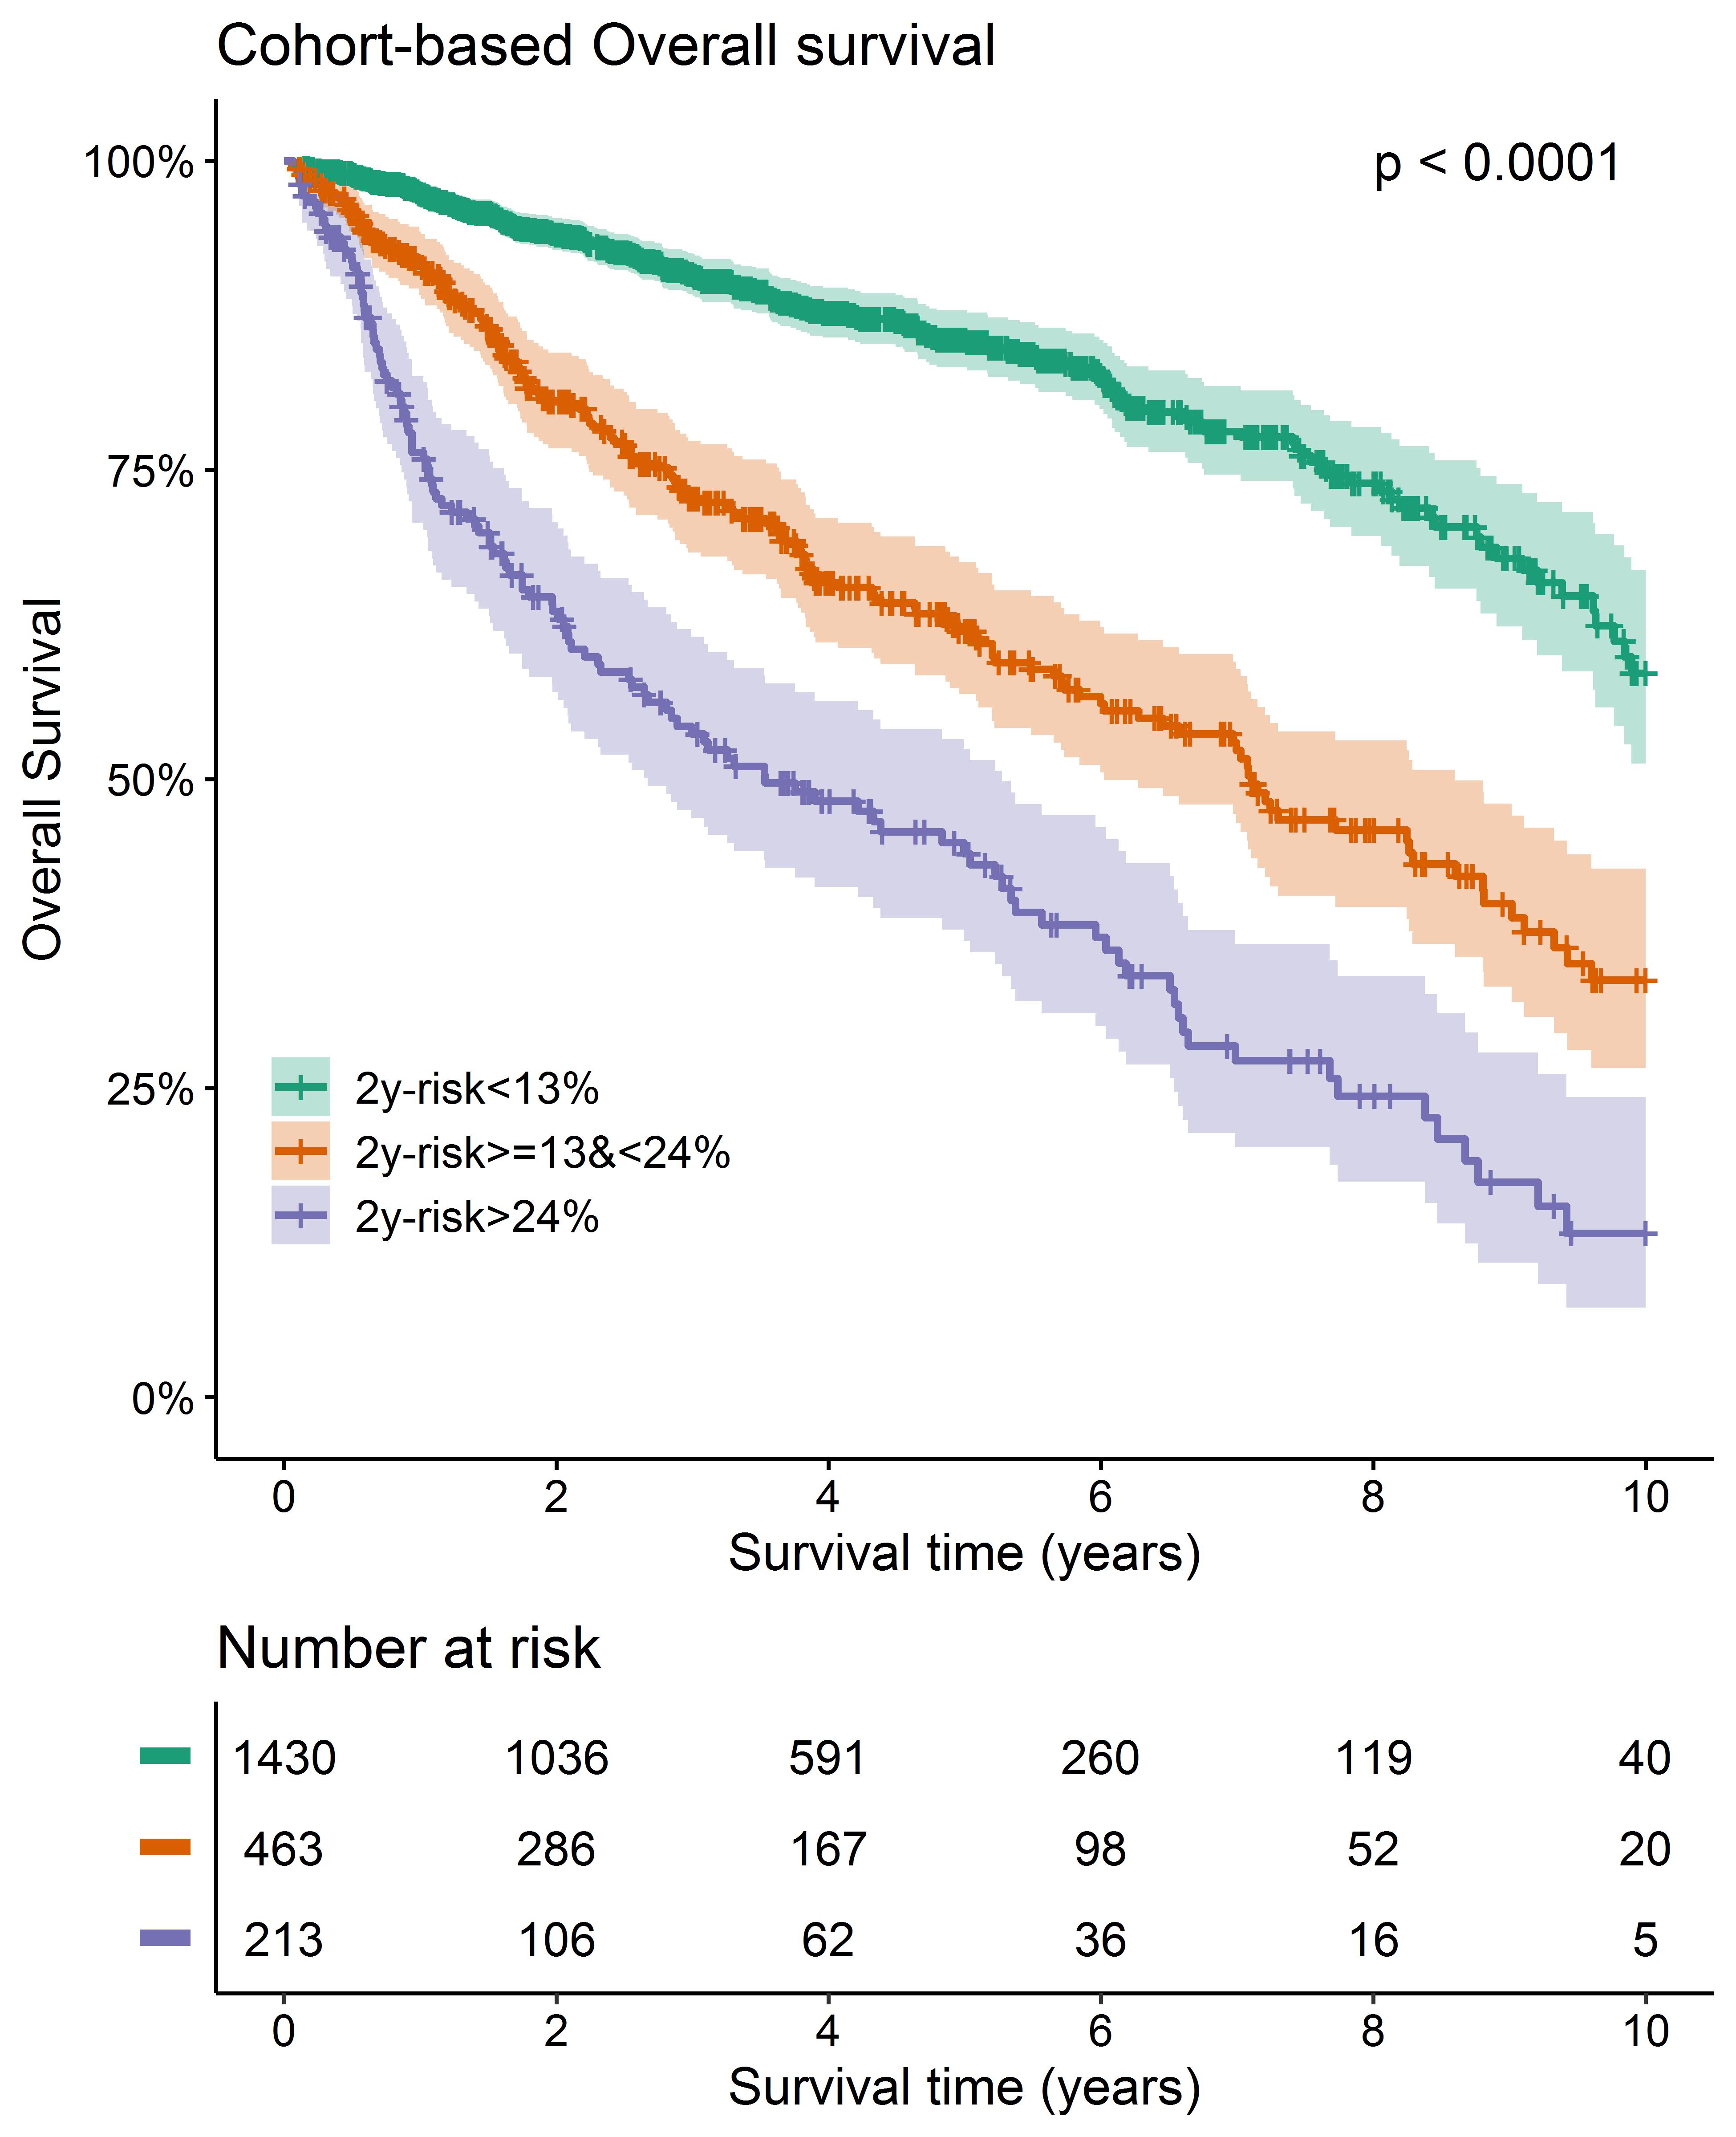 Cohort-based Overall survival
p < 0.0001
100%
75%
50%
25%
0%
Overall Survival
2y-risk<13%
2y-risk>=13&<24%
2y-risk>24%
0 2 4 6 8 10
Survival time (years)
Number at risk
1430 1036 591 260 119 40
463 286 167 98 52 20
213 106 62 36 16 5
0 2 4 6 8 10
Survival time (years)